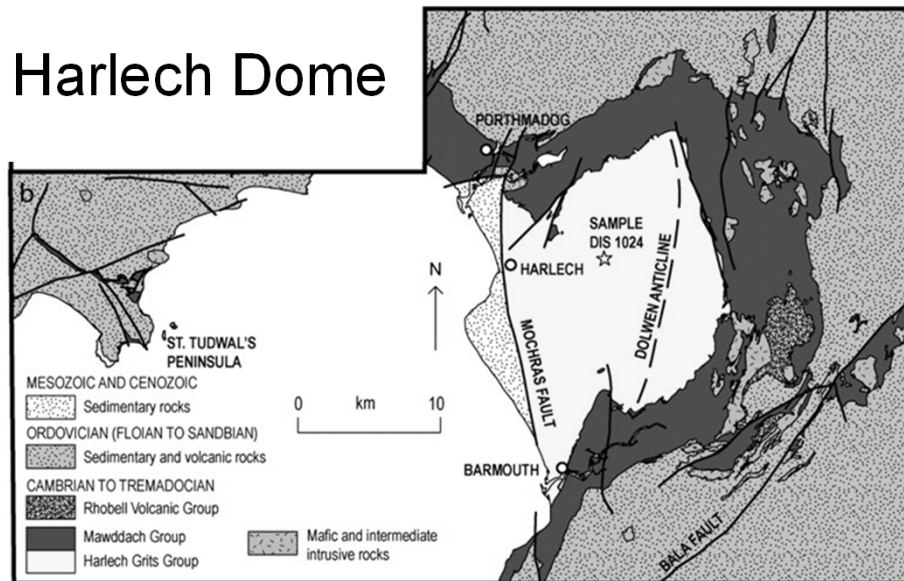 Harlech Dome
b
PORTHMADOG
SAMPLE
DIS 1024
HARLECH
N
DOLWEN ANTICLINE
MOCHRAS FAULT
ST. TUDWAL'S
PENINSULA
MESOZOIC AND CENOZOIC
Sedimentary rocks
0 km 10
ORDOVICIAN (FLOIAN TO SANDBIAN)
Sedimentary and volcanic rocks
BARMOUTH
CAMBRIAN TO TREMADOCIAN
Rhobell Volcanic Group
Mawddach Group
Harlech Grits Group
Mafic and intermediate
intrusive rocks
BALA FAULT